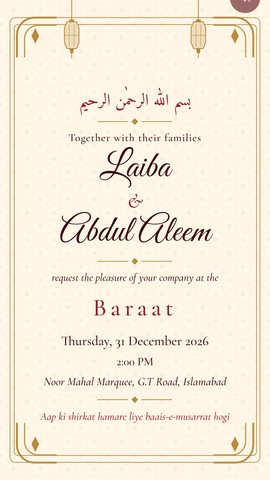 بسم الله الرحمٰن الرحيم
Together with their families
Laiba
&
Abdul Aleem
request the pleasure of your company at the
Baraat
Thursday, 31 December 2026
2:00 PM
Noor Mahal Marquee, G.T Road, Islamabad
Aap ki shirkat hamare liye baais-e-musarrat hogi